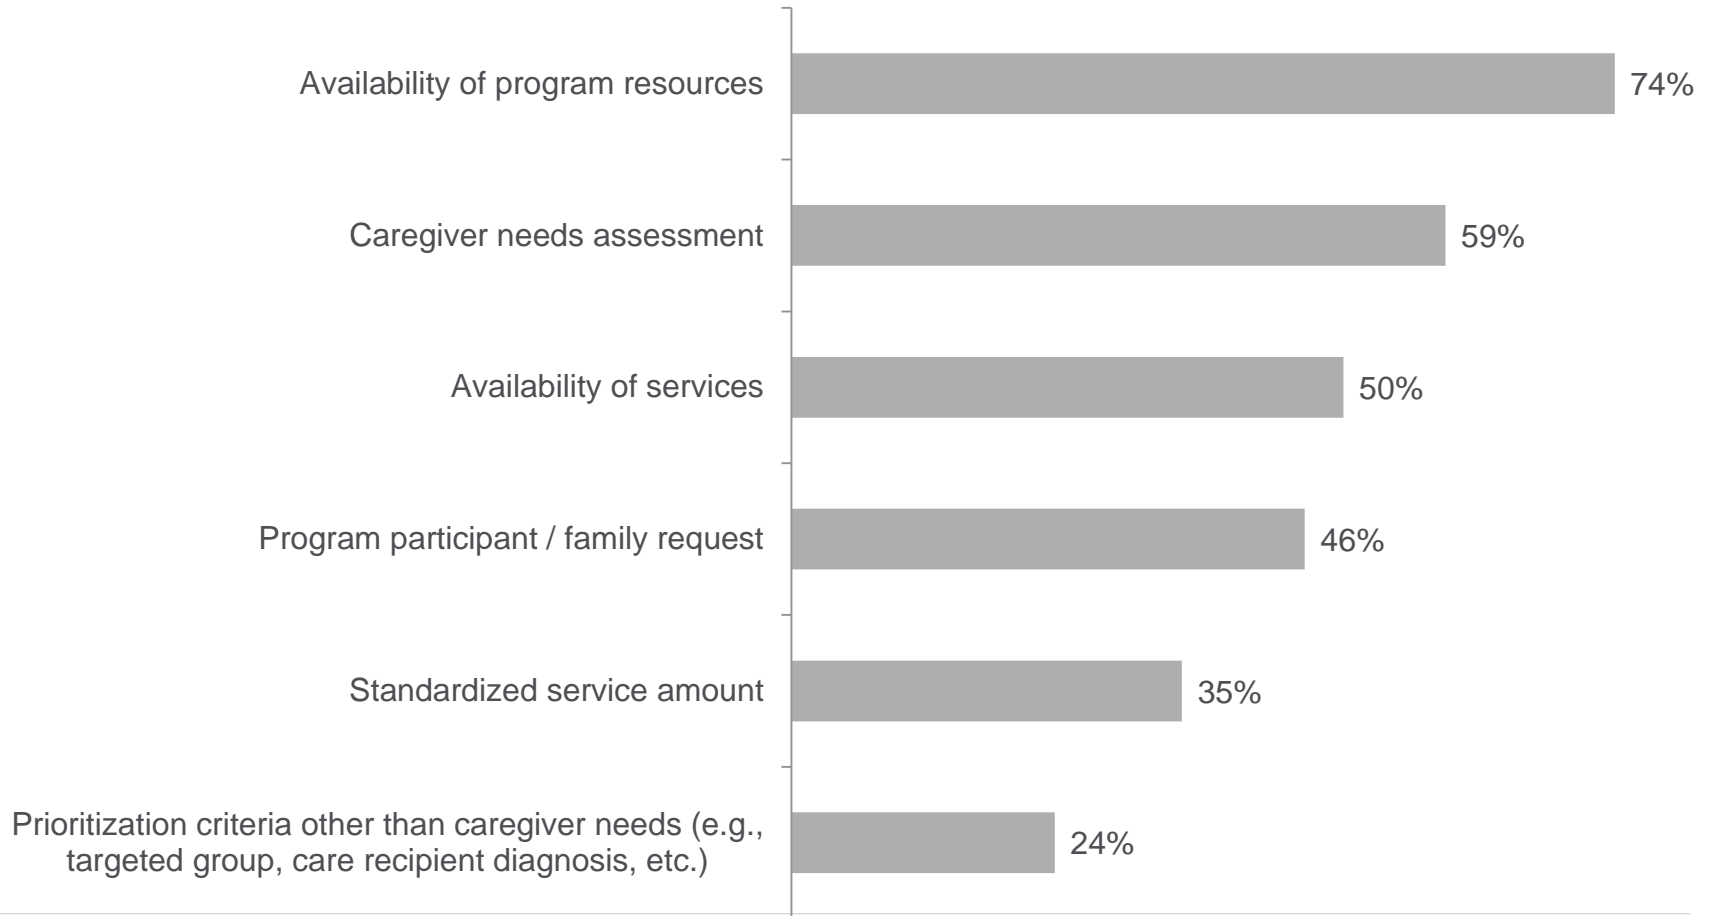 Availability of program resources
74%
Caregiver needs assessment
59%
Availability of services
50%
Program participant / family request
46%
Standardized service amount
35%
Prioritization criteria other than caregiver needs (e.g.,
targeted group, care recipient diagnosis, etc.)
24%